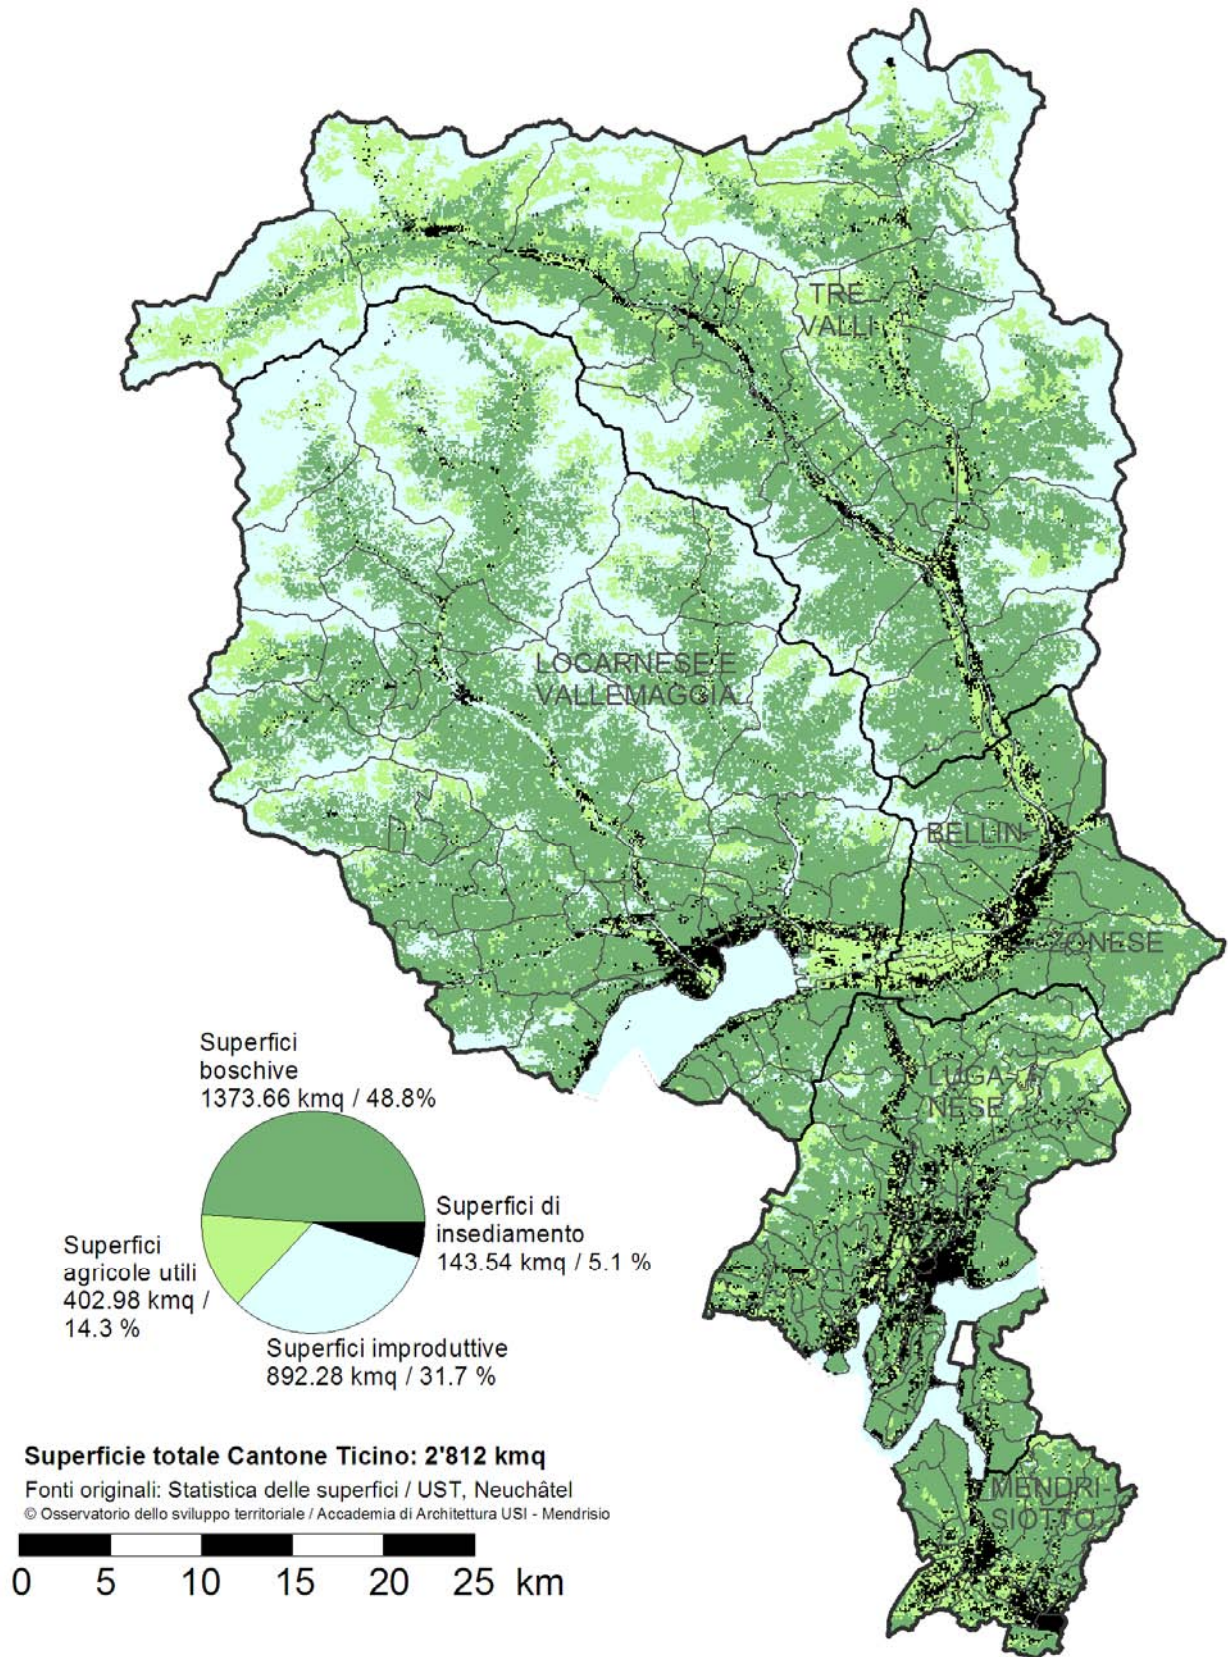 TRE
VALLI
LOCARNESE E
VALLEMAGGIA
BELLIN-
ZONESE
LUGA-
NESE
MENDRI-
SIOTTO
Superfici
boschive
1373.66 kmq / 48.8%
Superfici di
insediamento
143.54 kmq / 5.1 %
Superfici
agricole utili
402.98 kmq /
14.3 %
Superfici improduttive
892.28 kmq / 31.7 %
Superficie totale Cantone Ticino: 2'812 kmq
Fonti originali: Statistica delle superfici / UST, Neuchâtel
© Osservatorio dello sviluppo territoriale / Accademia di Architettura USI - Mendrisio
0 5 10 15 20 25 km